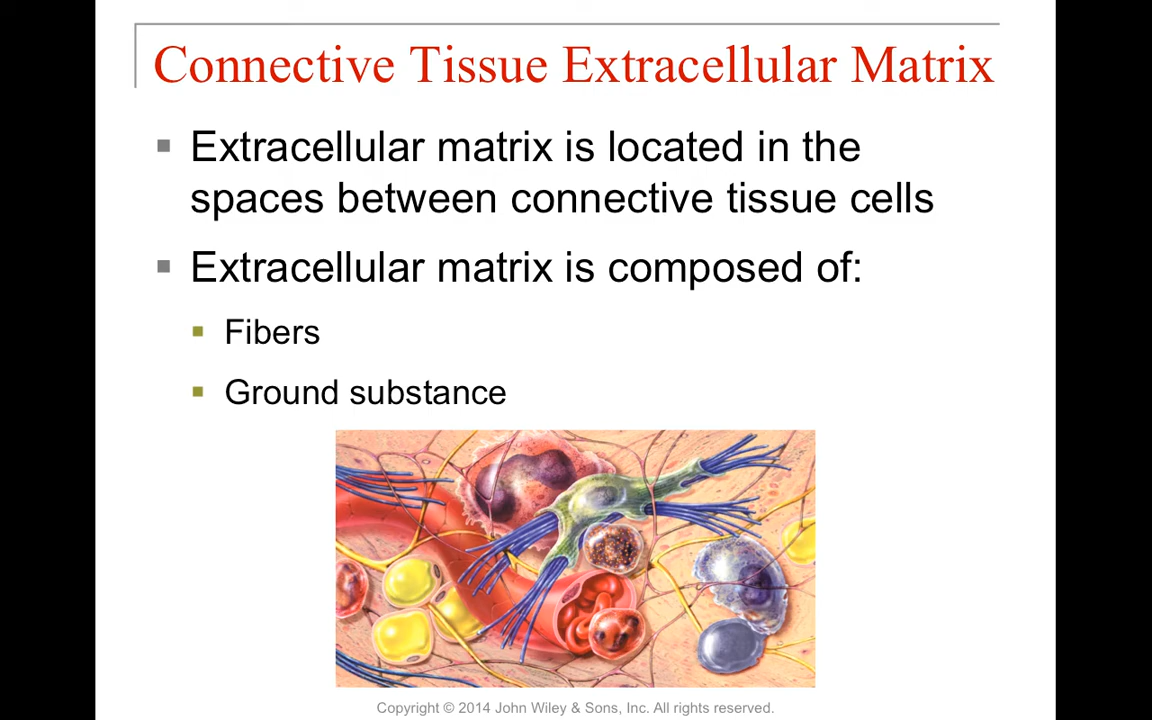 Connective Tissue Extracellular Matrix
▪ Extracellular matrix is located in the
spaces between connective tissue cells
▪ Extracellular matrix is composed of:
▪ Fibers
▪ Ground substance
Copyright © 2014 John Wiley & Sons, Inc. All rights reserved.